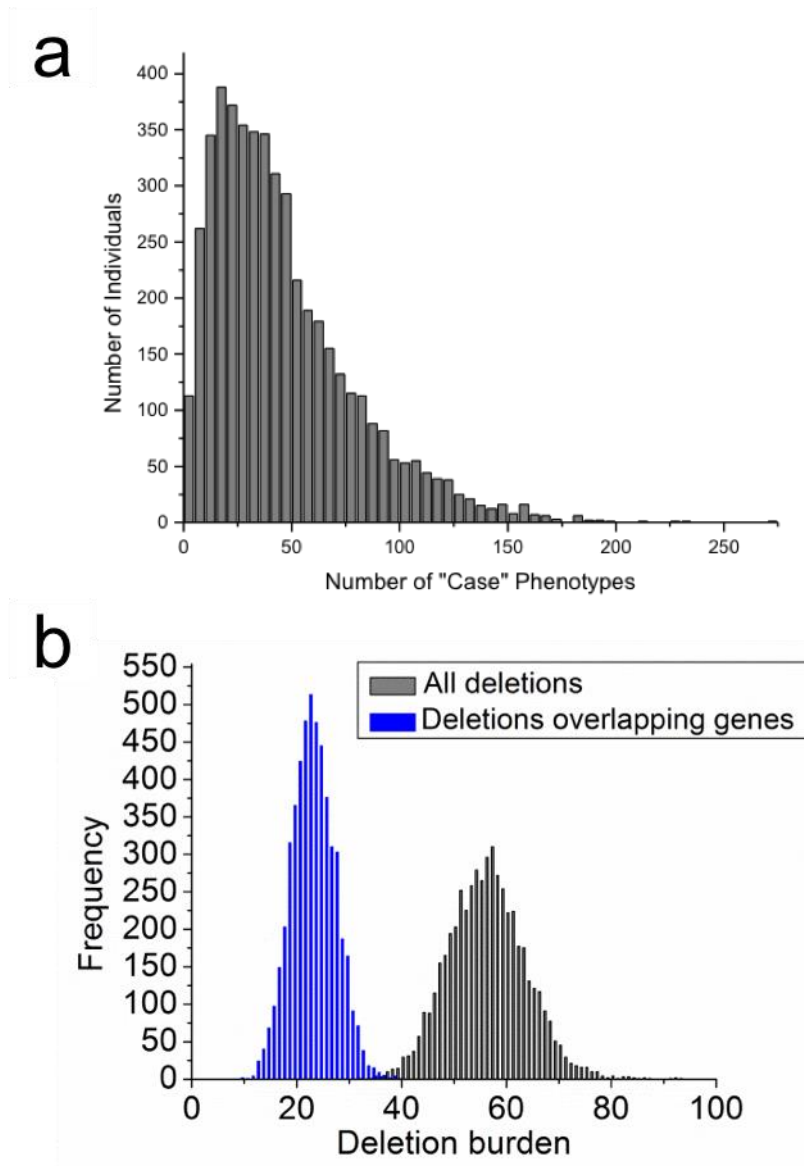 a
400
350
300
250
200
150
100
50
0
Number of Individuals
0 50 100 150 200 250
Number of "Case" Phenotypes
b
550
500
450
400
350
300
250
200
150
100
50
0
Frequency
All deletions
Deletions overlapping genes
0 20 40 60 80 100
Deletion burden